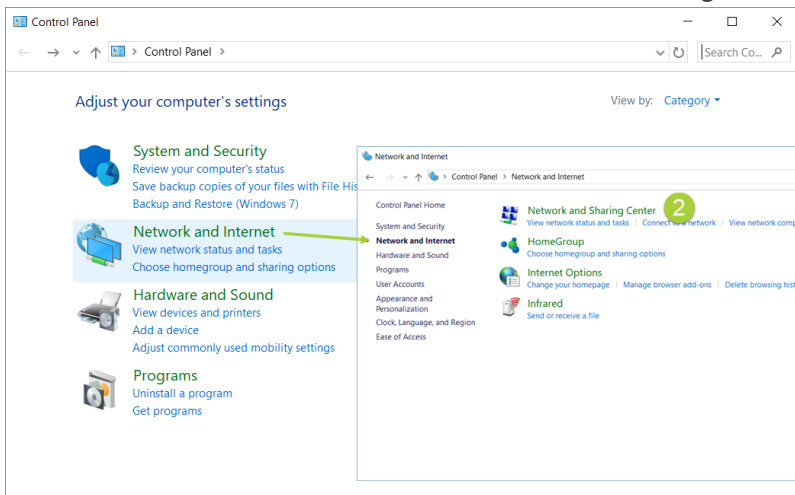 Control Panel
Control Panel
Search Co...
Adjust your computer's settings
View by: Category
System and Security
Review your computer's status
Save backup copies of your files with File His
Backup and Restore (Windows 7)
Network and Internet
View network status and tasks
Choose homegroup and sharing options
Hardware and Sound
View devices and printers
Add a device
Adjust commonly used mobility settings
Programs
Uninstall a program
Get programs
Network and Internet
Control Panel > Network and Internet
Control Panel Home
System and Security
Network and Internet
Hardware and Sound
Programs
User Accounts
Appearance and
Personalization
Clock, Language, and Region
Ease of Access
Network and Sharing Center 2
View network status and tasks | Connect to a network | View network comp
HomeGroup
Choose homegroup and sharing options
Internet Options
Change your homepage | Manage browser add-ons | Delete browsing hist
Infrared
Send or receive a file